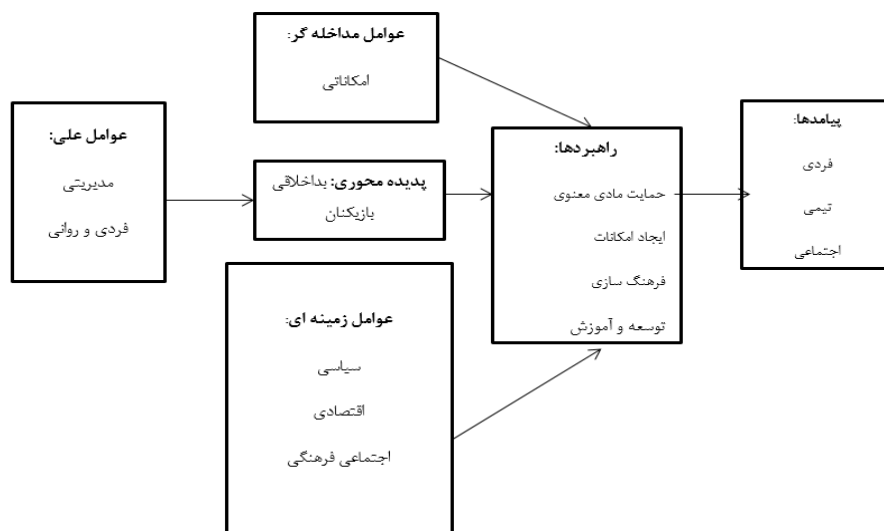 عوامل مداخله گر:
امکاناتی
عوامل علی:
مدیریتی
فردی و روانی
پدیده محوری: بداخلاقی
بازیکنان
عوامل زمینه ای:
سیاسی
اقتصادی
اجتماعی فرهنگی
راهبردها:
حمایت مادی معنوی
ایجاد امکانات
فرهنگ سازی
توسعه و آموزش
پیامدها:
فردی
تیمی
اجتماعی